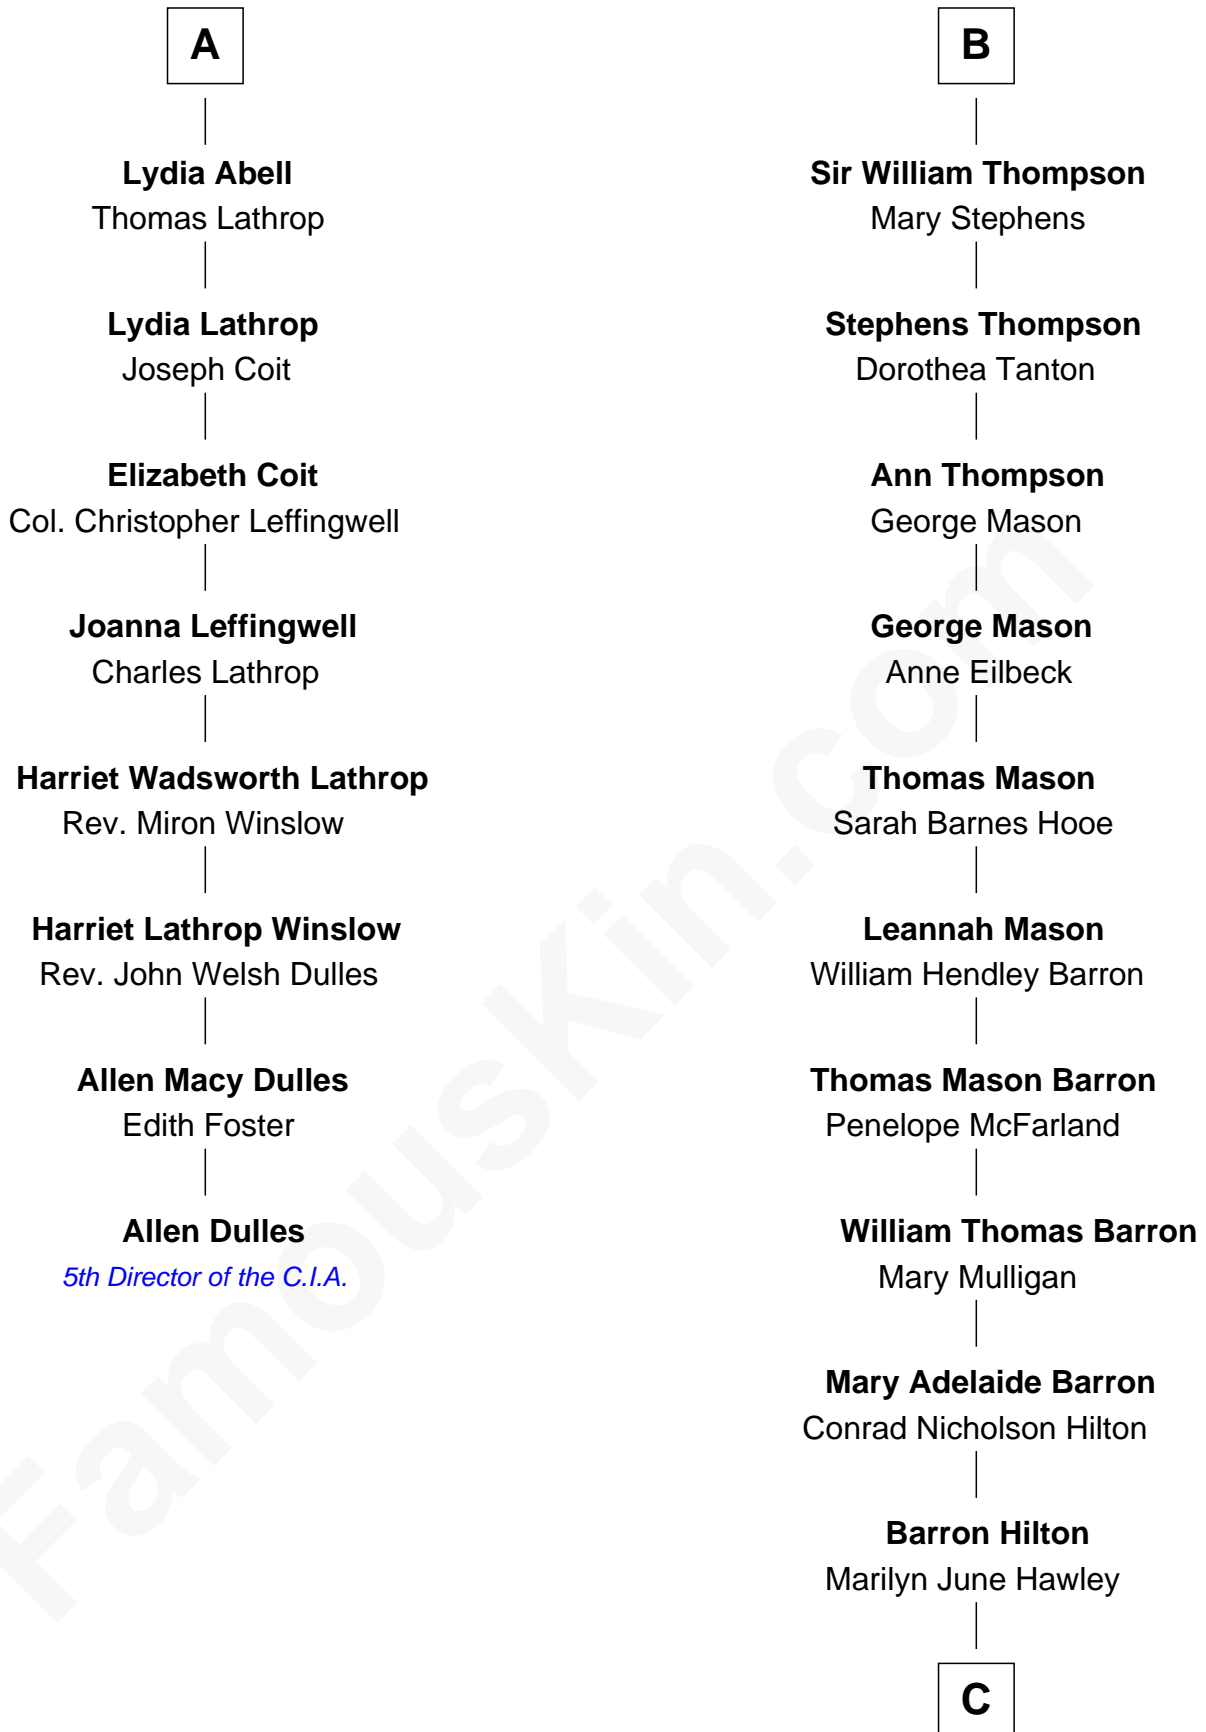 A
Lydia Abell
Thomas Lathrop
Lydia Lathrop
Joseph Coit
Elizabeth Coit
Col. Christopher Leffingwell
Joanna Leffingwell
Charles Lathrop
Harriet Wadsworth Lathrop
Rev. Miron Winslow
Harriet Lathrop Winslow
Rev. John Welsh Dulles
Allen Macy Dulles
Edith Foster
Allen Dulles
5th Director of the C.I.A.
B
Sir William Thompson
Mary Stephens
Stephens Thompson
Dorothea Tanton
Ann Thompson
George Mason
George Mason
Anne Eilbeck
Thomas Mason
Sarah Barnes Hooe
Leannah Mason
William Hendley Barron
Thomas Mason Barron
Penelope McFarland
William Thomas Barron
Mary Mulligan
Mary Adelaide Barron
Conrad Nicholson Hilton
Barron Hilton
Marilyn June Hawley
C
FamousKin.com